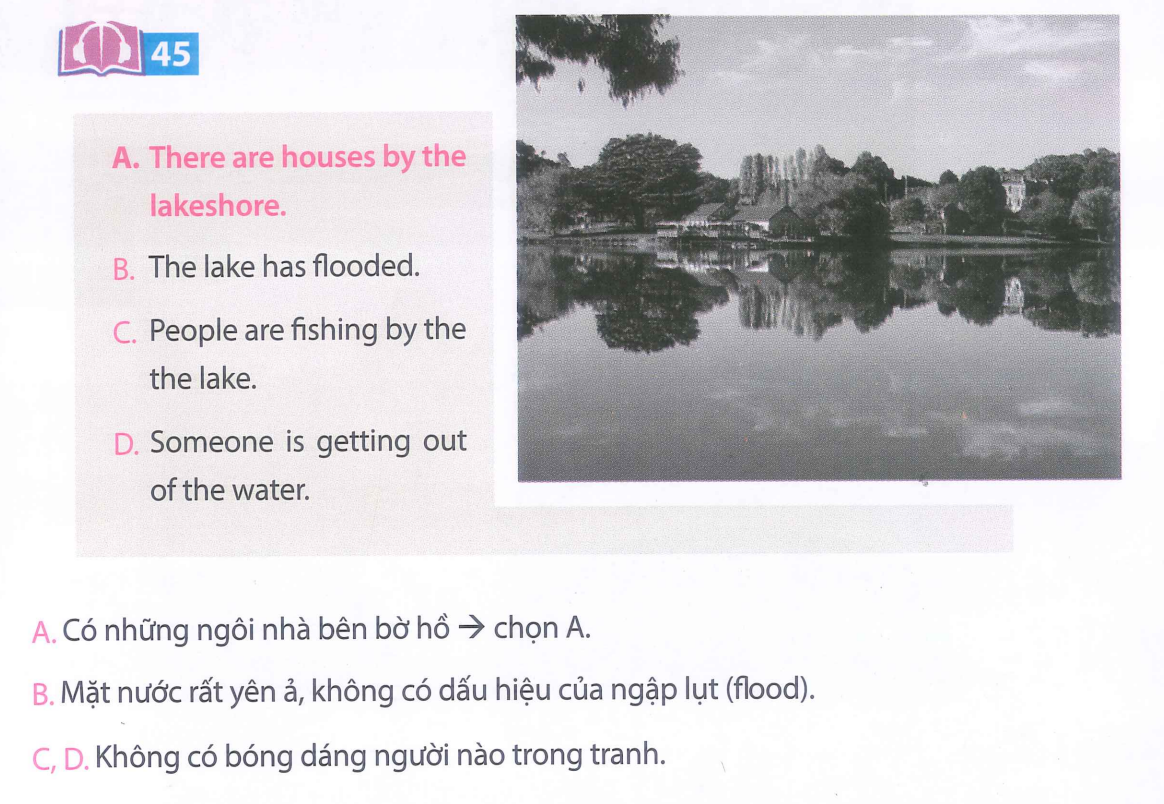 45
A. There are houses by the
lakeshore.
B. The lake has flooded.
C. People are fishing by the
the lake.
D. Someone is getting out
of the water.
A. Có những ngôi nhà bên bờ hồ → chọn A.
B. Mặt nước rất yên ả, không có dấu hiệu của ngập lụt (flood).
C, D. Không có bóng dáng người nào trong tranh.